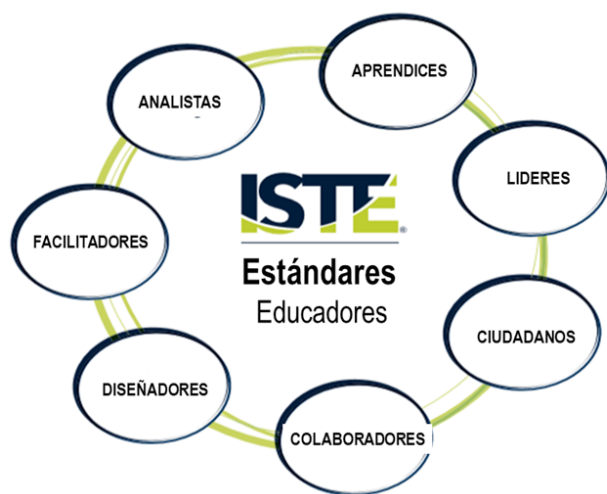 APRENDICES
ANALISTAS
LIDERES
ISTE®
FACILITADORES
Estándares
Educadores
CIUDADANOS
DISEÑADORES
COLABORADORES